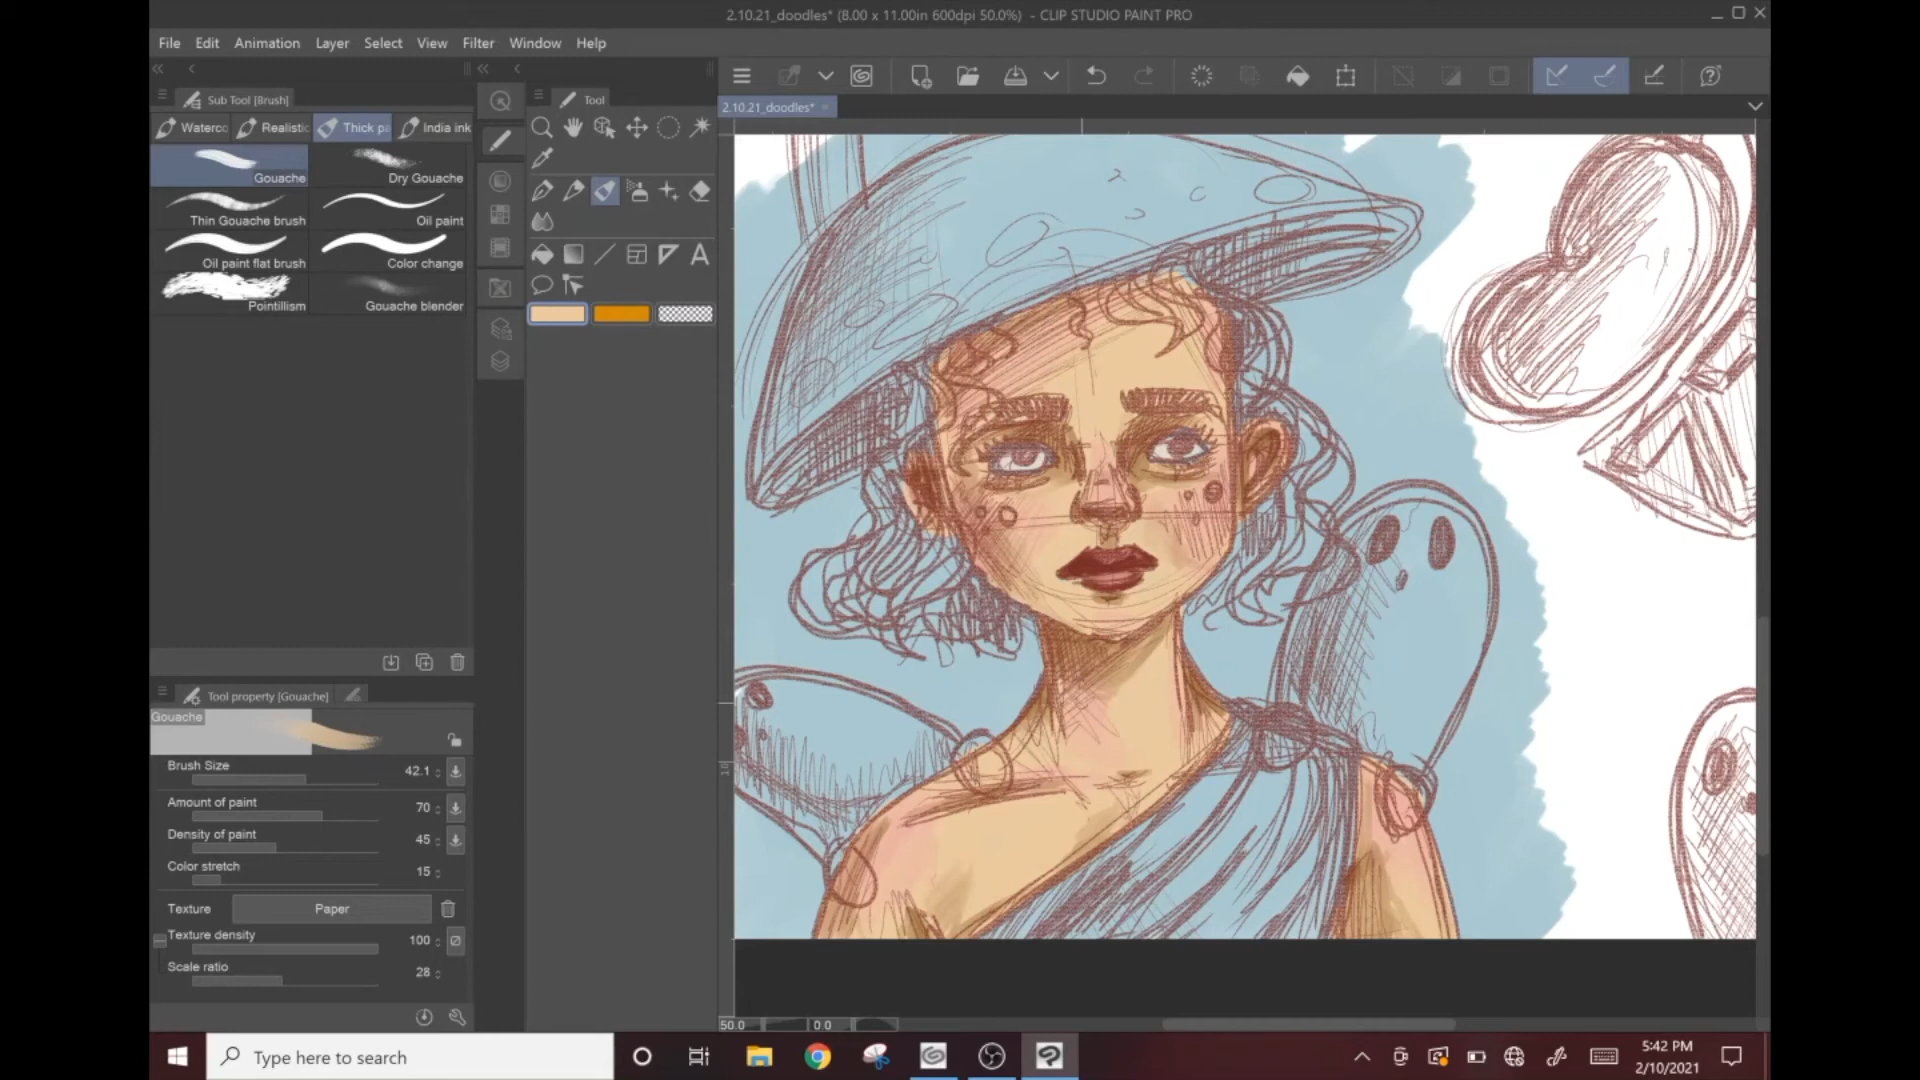 2.10.21_doodles* (8.00 x 11.00in 600dpi 50.0%) - CLIP STUDIO PAINT PRO
File Edit Animation Layer Select View Filter Window Help
Sub Tool [Brush]
Tool
2.10.21_doodles*
Waterco Realistic Thick pa India ink
Gouache Dry Gouache
Thin Gouache brush Oil paint
Oil paint flat brush Color change
Pointillism Gouache blender
Tool property [Gouache]
Gouache
Brush Size 42.1
Amount of paint 70
Density of paint 45
Color stretch 15
Texture Paper
Texture density 100
Scale ratio 28
50.0 0.0
Type here to search
5:42 PM
2/10/2021